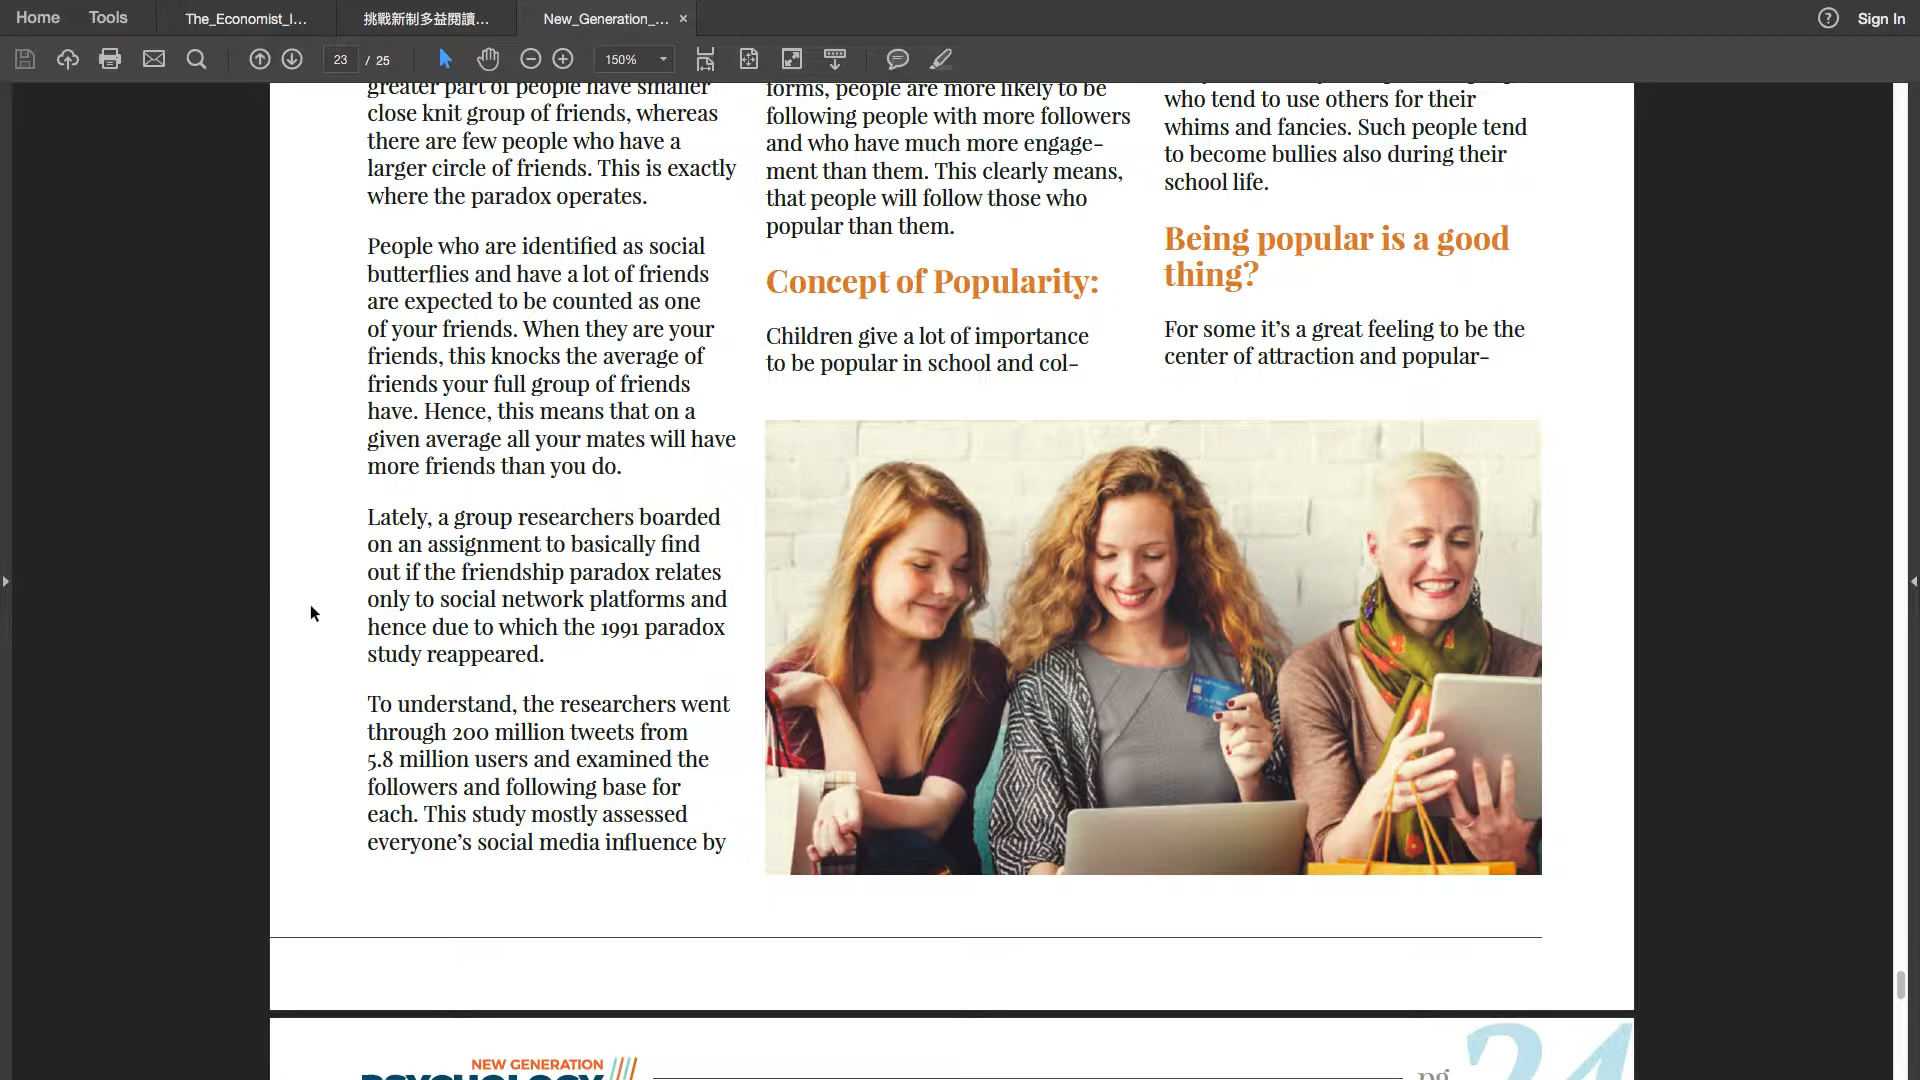 Home
Tools
The_Economist_I...
挑戰新制多益閱讀...
New_Generation_...
Sign In
23 / 25
150%
greater part of people have smaller
close knit group of friends, whereas
there are few people who have a
larger circle of friends. This is exactly
where the paradox operates.
People who are identified as social
butterflies and have a lot of friends
are expected to be counted as one
of your friends. When they are your
friends, this knocks the average of
friends your full group of friends
have. Hence, this means that on a
given average all your mates will have
more friends than you do.
Lately, a group researchers boarded
on an assignment to basically find
out if the friendship paradox relates
only to social network platforms and
hence due to which the 1991 paradox
study reappeared.
To understand, the researchers went
through 200 million tweets from
5.8 million users and examined the
followers and following base for
each. This study mostly assessed
everyone's social media influence by
forms, people are more likely to be
following people with more followers
and who have much more engage-
ment than them. This clearly means,
that people will follow those who
popular than them.
Concept of Popularity:
Children give a lot of importance
to be popular in school and col-
who tend to use others for their
whims and fancies. Such people tend
to become bullies also during their
school life.
Being popular is a good
thing?
For some it's a great feeling to be the
center of attraction and popular-
NEW GENERATION
PSYCHOLOGY
pg
24